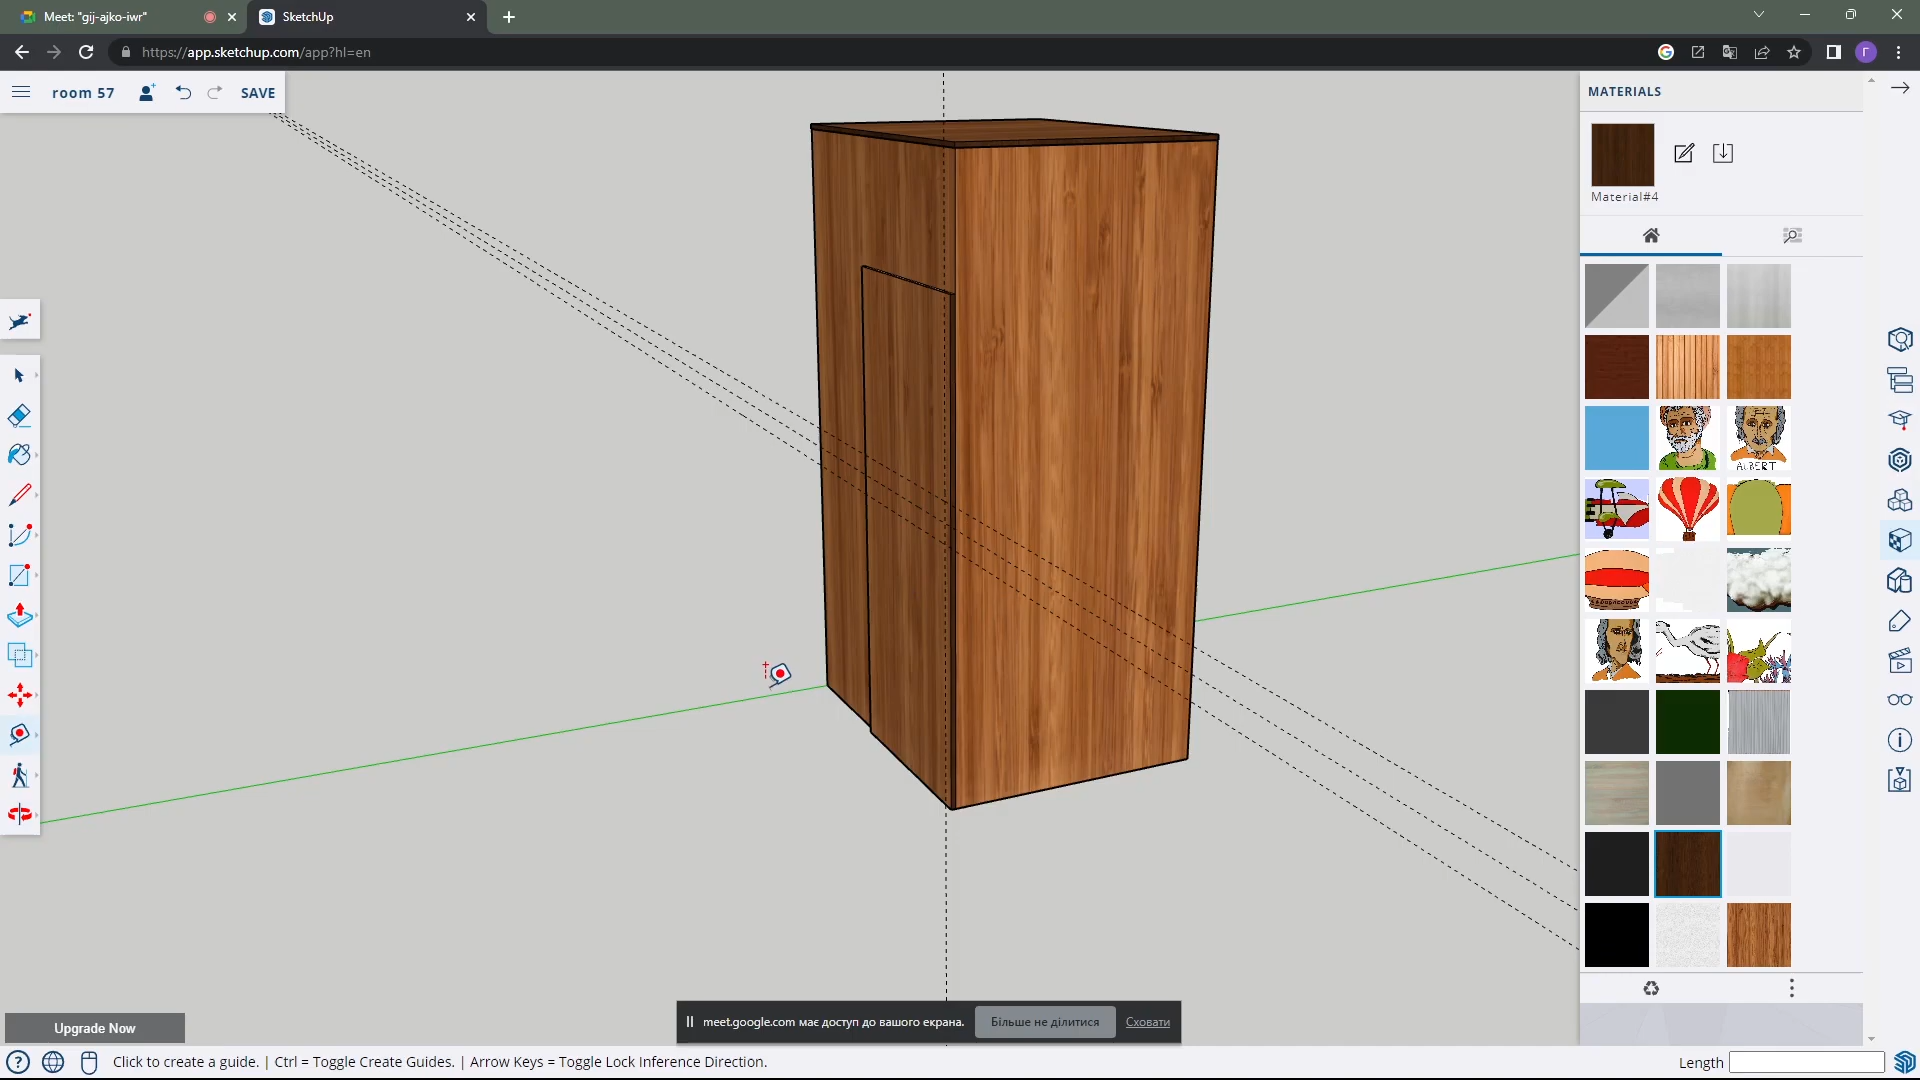 Meet: "gij-ajko-iwr"
SketchUp
https://app.sketchup.com/app?hl=en
Г
room 57
SAVE
MATERIALS
Material#4
ALBERT
Upgrade Now
meet.google.com має доступ до вашого екрана.
Більше не ділитися
Сховати
Click to create a guide. | Ctrl = Toggle Create Guides. | Arrow Keys = Toggle Lock Inference Direction.
Length